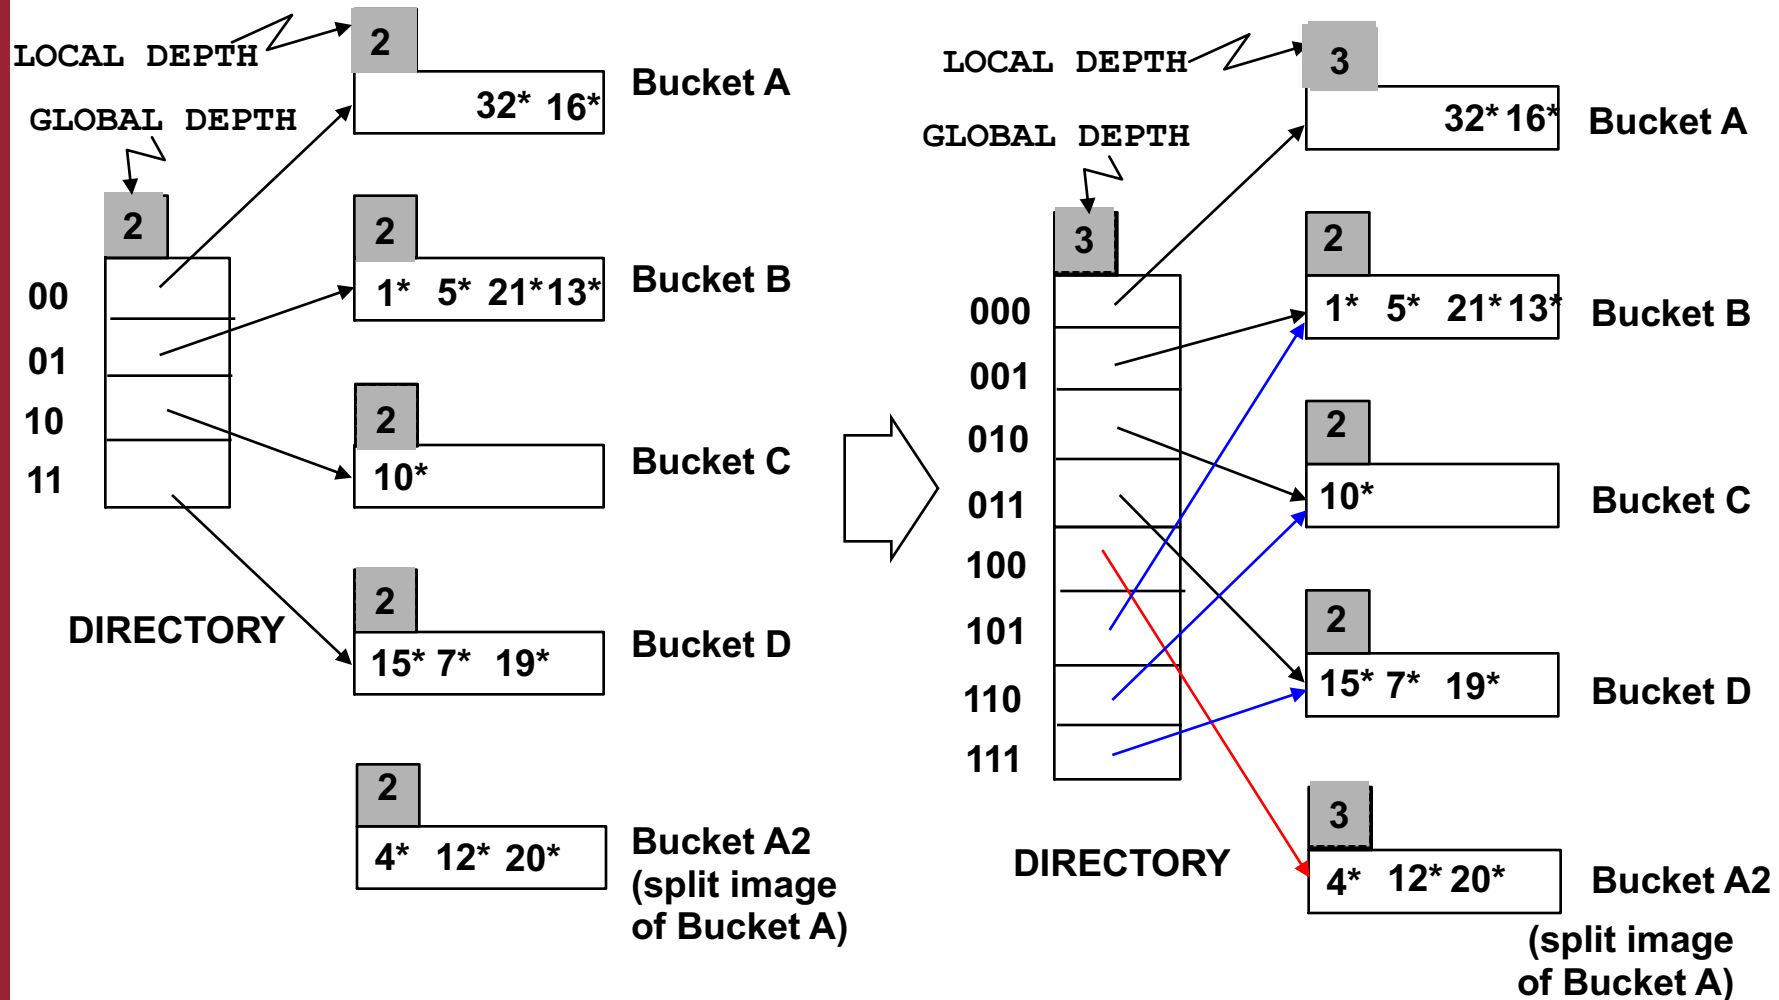 LOCAL DEPTH
2
32* 16*
Bucket A
GLOBAL DEPTH
2
00
01
10
11
2
1* 5* 21* 13*
Bucket B
2
10*
Bucket C
DIRECTORY
2
15* 7* 19*
Bucket D
2
4* 12* 20*
Bucket A2
(split image
of Bucket A)
LOCAL DEPTH
3
32* 16*
Bucket A
GLOBAL DEPTH
3
000
001
010
011
100
101
110
111
2
1* 5* 21* 13*
Bucket B
2
10*
Bucket C
2
15* 7* 19*
Bucket D
DIRECTORY
3
4* 12* 20*
Bucket A2
(split image
of Bucket A)